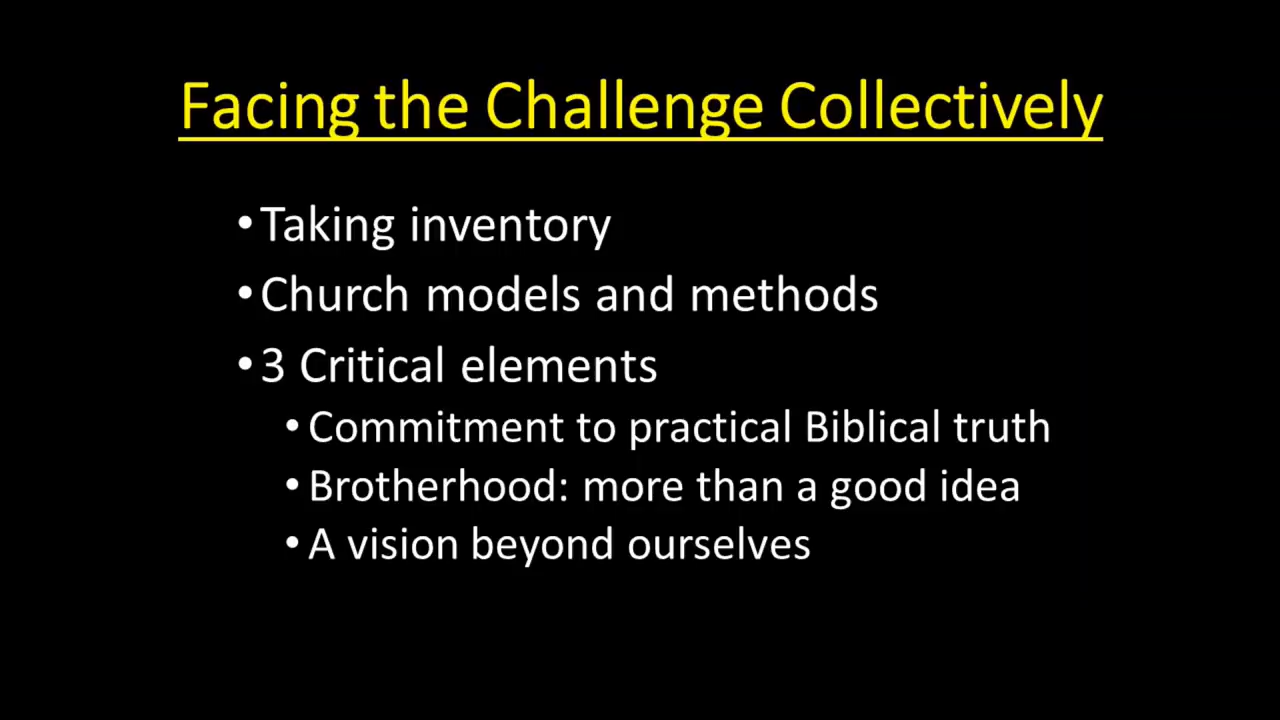 Facing the Challenge Collectively
•Taking inventory
•Church models and methods
•3 Critical elements
•Commitment to practical Biblical truth
•Brotherhood: more than a good idea
•A vision beyond ourselves